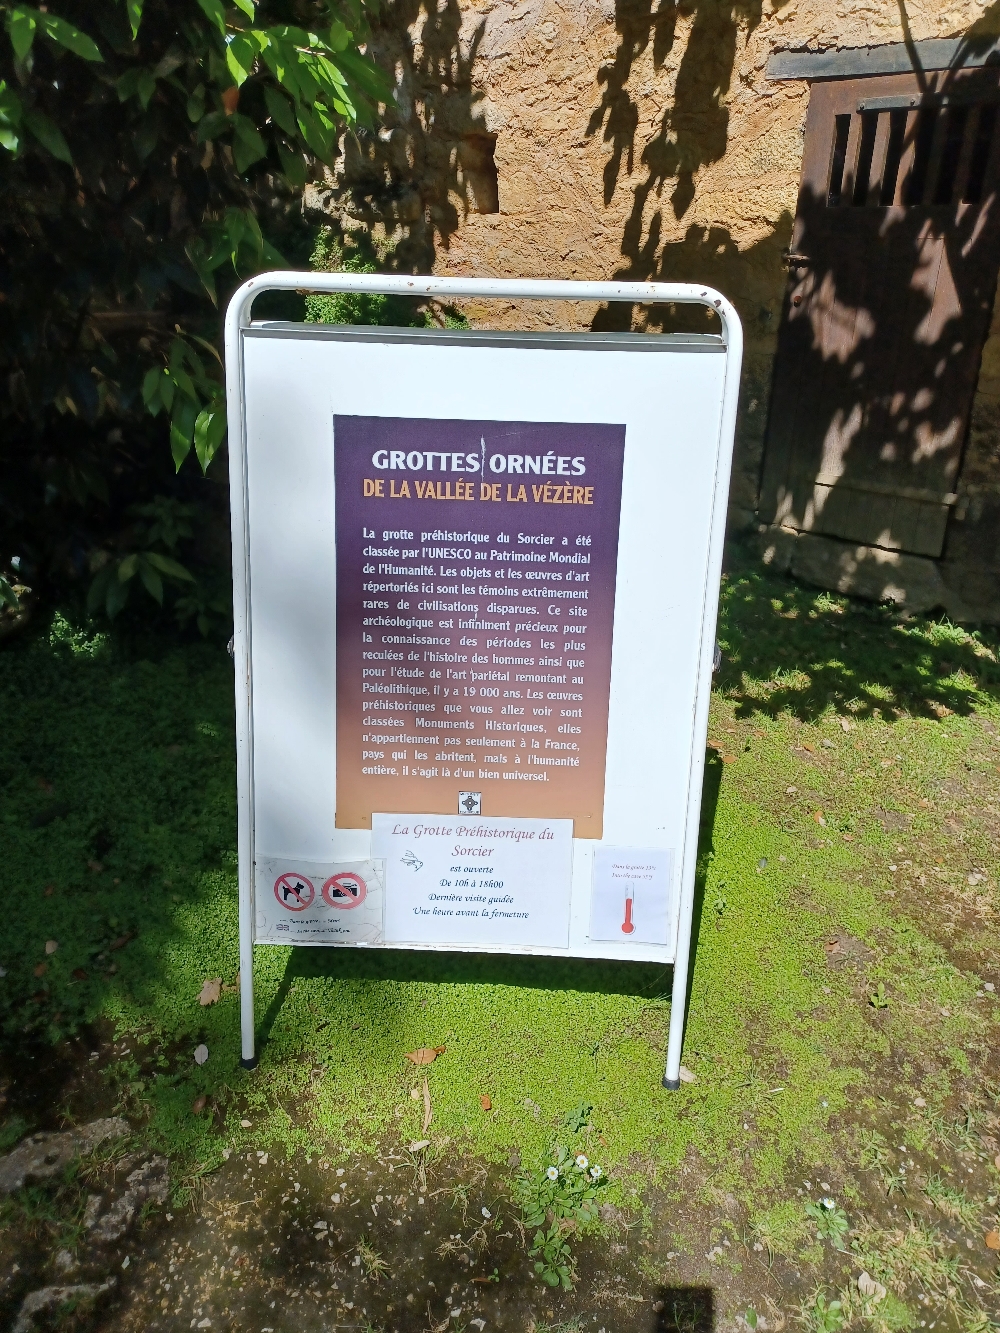 GROTTES ORNÉES
DE LA VALLÉE DE LA VÉZÈRE
La grotte préhistorique du Sorcier a été
classée par l'UNESCO au Patrimoine Mondial
de l'Humanité. Les objets et les œuvres d'art
répertoriés ici sont les témoins extrêmement
rares de civilisations disparues. Ce site
archéologique est infiniment précieux pour
la connaissance des périodes les plus
reculées de l'histoire des hommes ainsi que
pour l'étude de l'art pariétal remontant au
Paléolithique, il y a 19 000 ans. Les œuvres
préhistoriques que vous allez voir sont
classées Monuments Historiques, elles
n'appartiennent pas seulement à la France,
pays qui les abritent, mais à l'humanité
entière, il s'agit là d'un bien universel.
La Grotte Préhistorique du
Sorcier
est ouverte
De 10h à 18h00
Dernière visite guidée
Une heure avant la fermeture
Dans la grotte